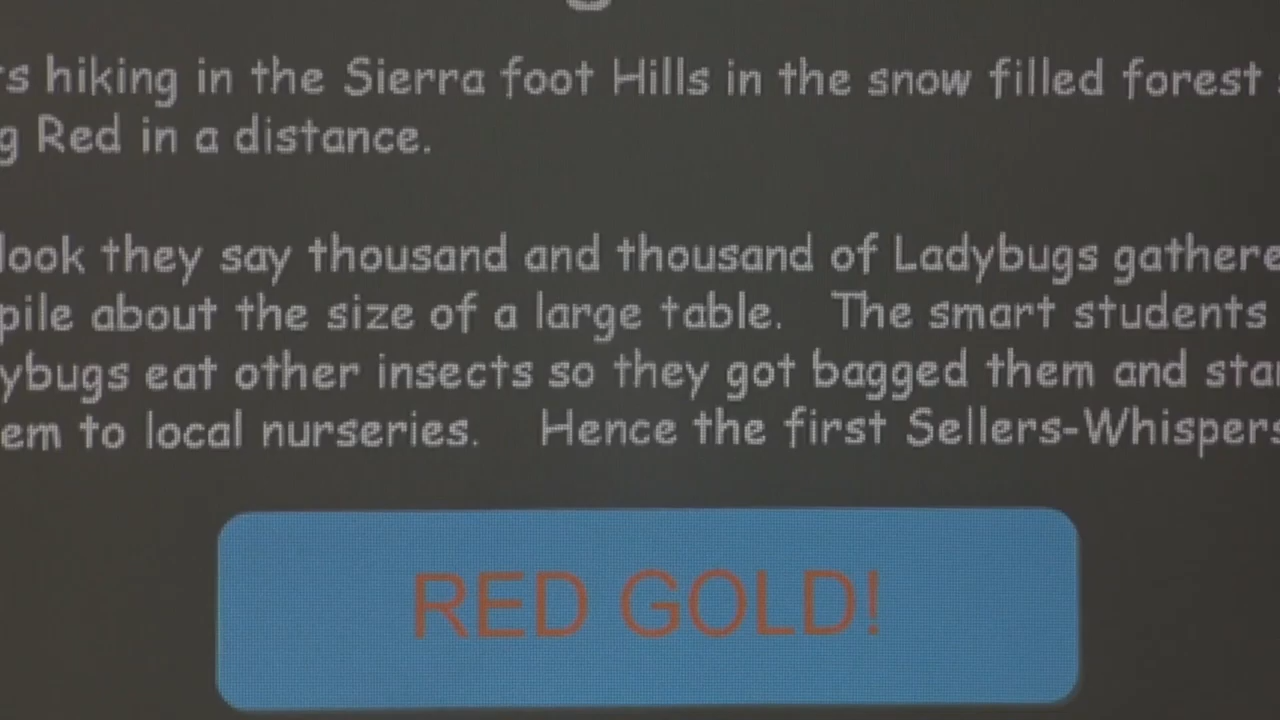 hiking in the Sierra foot Hills in the snow filled forest
Red in a distance.
look they say thousand and thousand of Ladybugs gathere
pile about the size of a large table. The smart students
ybugs eat other insects so they got bagged them and sta
em to local nurseries. Hence the first Sellers-Whispers
RED GOLD!